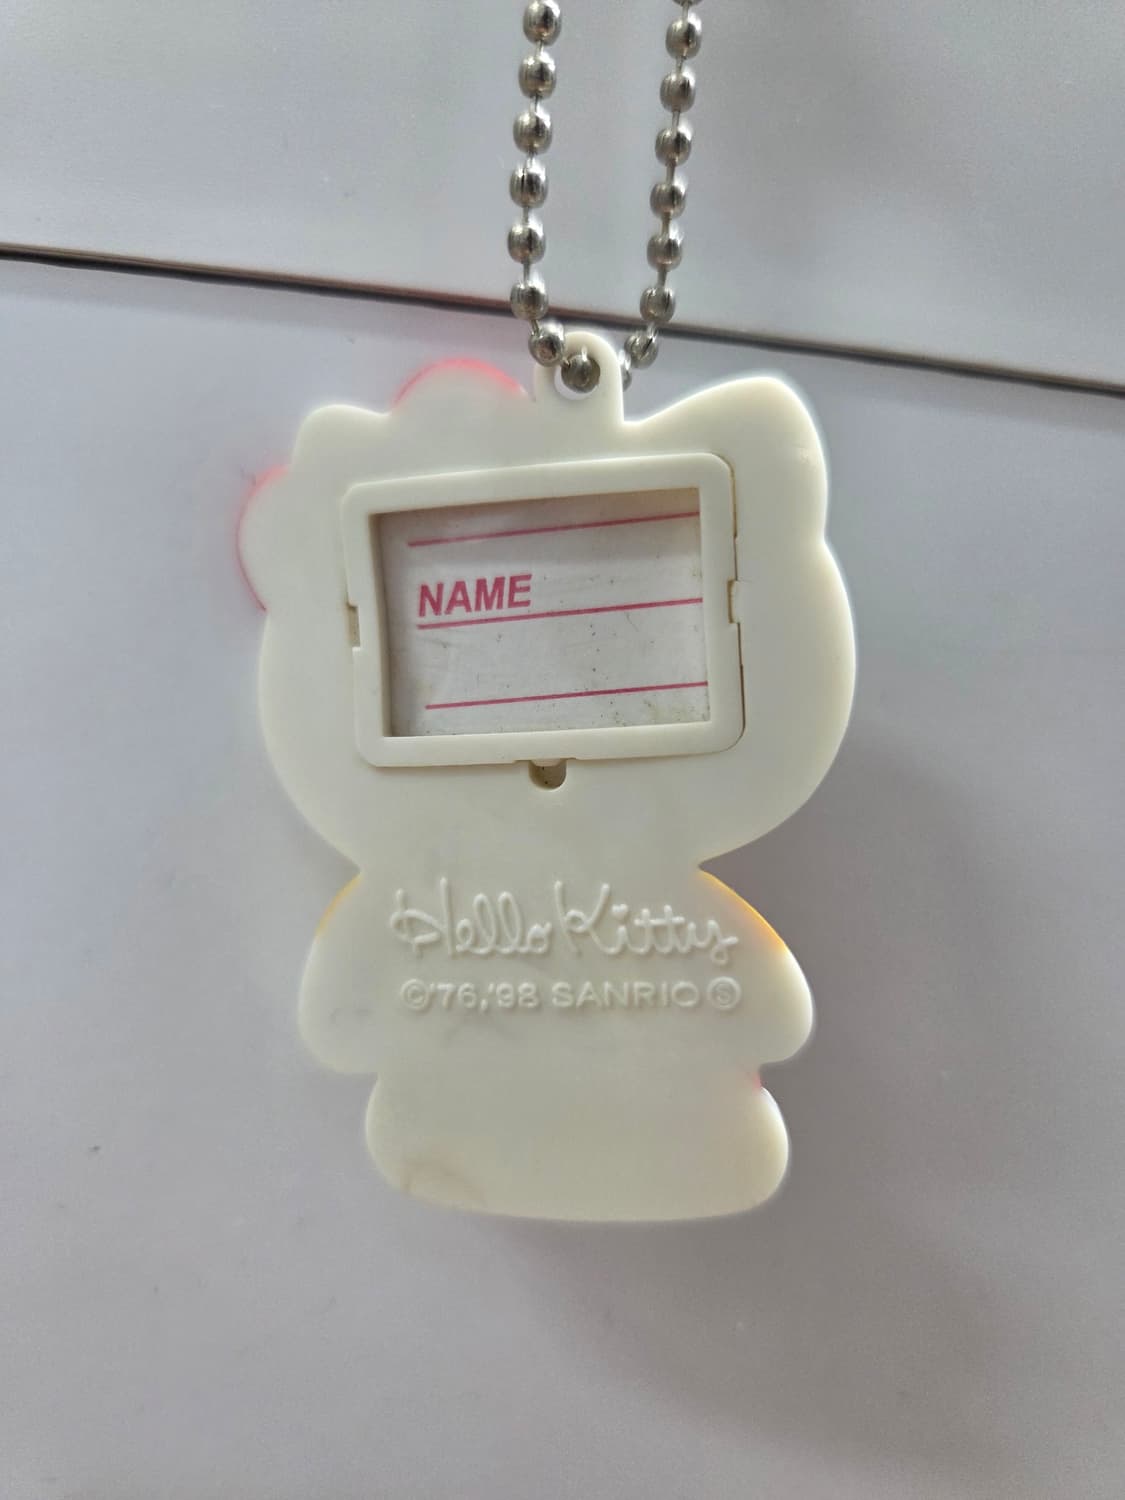 NAME
Hello Kitty
©'76,'98 SANRIO Ⓢ